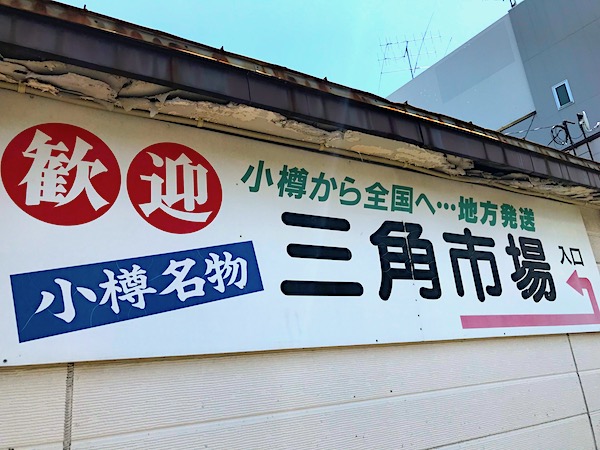 歓迎
小樽から全国へ…地方発送
小樽名物
三角市場
入口